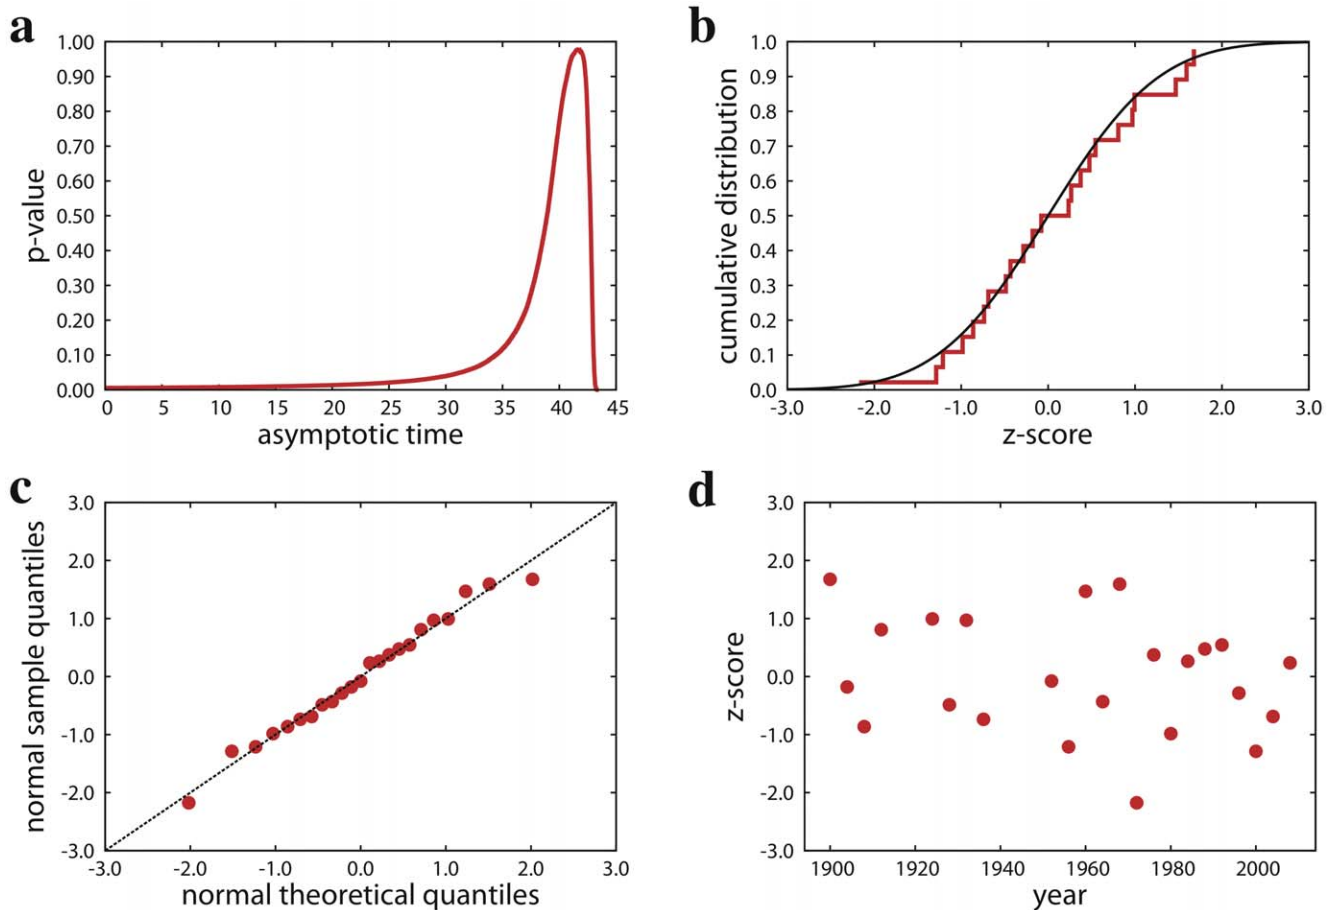 a
1.00
0.90
0.80
0.70
0.60
0.50
0.40
0.30
0.20
0.10
0.00
p-value
0 5 10 15 20 25 30 35 40 45
asymptotic time
b
1.0
0.9
0.8
0.7
0.6
0.5
0.4
0.3
0.2
0.1
0.0
cumulative distribution
-3.0 -2.0 -1.0 0.0 1.0 2.0 3.0
z-score
c
3.0
2.0
1.0
0.0
-1.0
-2.0
-3.0
normal sample quantiles
-3.0 -2.0 -1.0 0.0 1.0 2.0 3.0
normal theoretical quantiles
d
3.0
2.0
1.0
0.0
-1.0
-2.0
-3.0
z-score
1900 1920 1940 1960 1980 2000
year